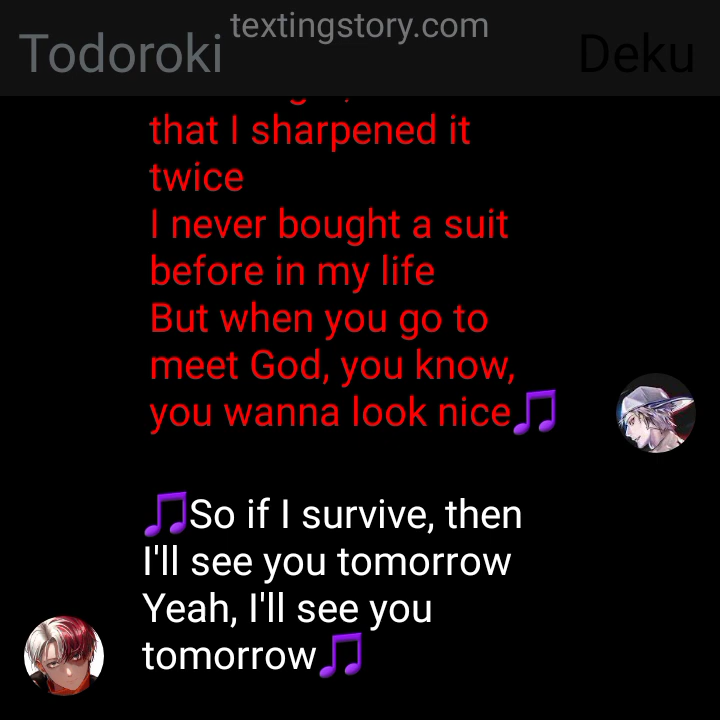 textingstory.com
Todoroki
Deku
that I sharpened it
twice
I never bought a suit
before in my life
But when you go to
meet God, you know,
you wanna look nice🎵
🎵So if I survive, then
I'll see you tomorrow
Yeah, I'll see you
tomorrow🎵